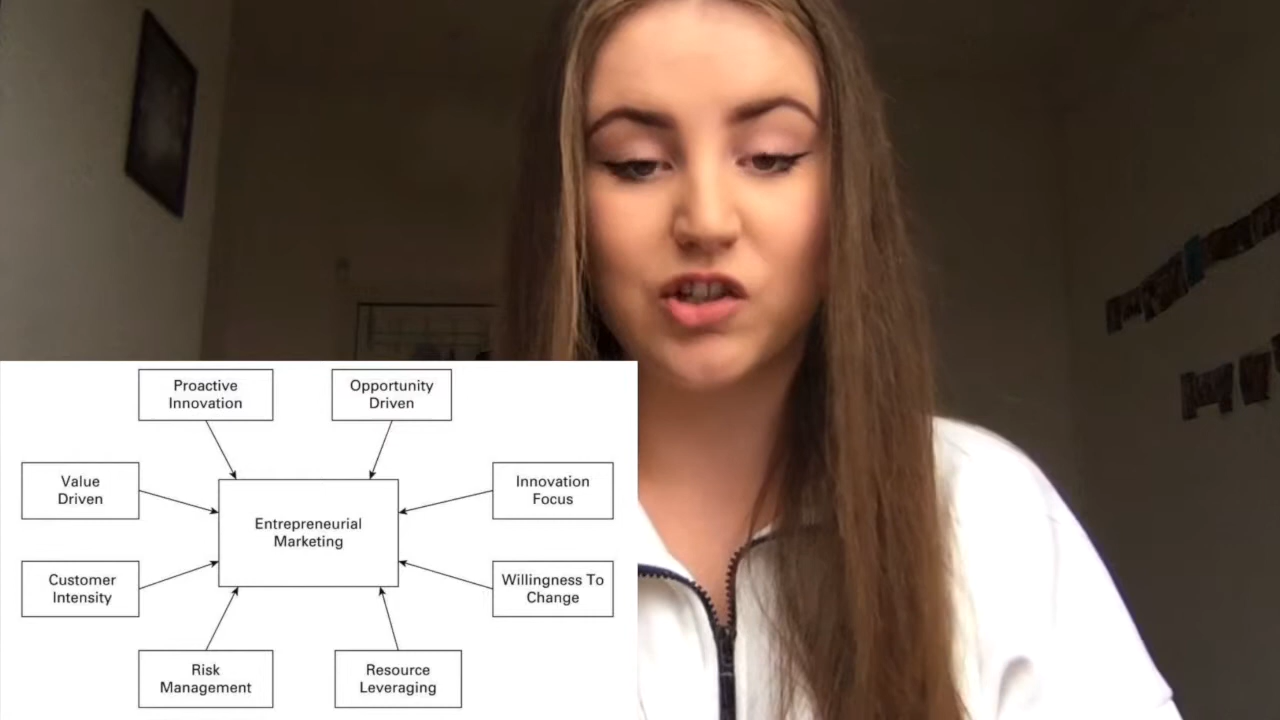 Proactive
Innovation
Opportunity
Driven
Value
Driven
Innovation
Focus
Entrepreneurial
Marketing
Customer
Intensity
Willingness To
Change
Risk
Management
Resource
Leveraging